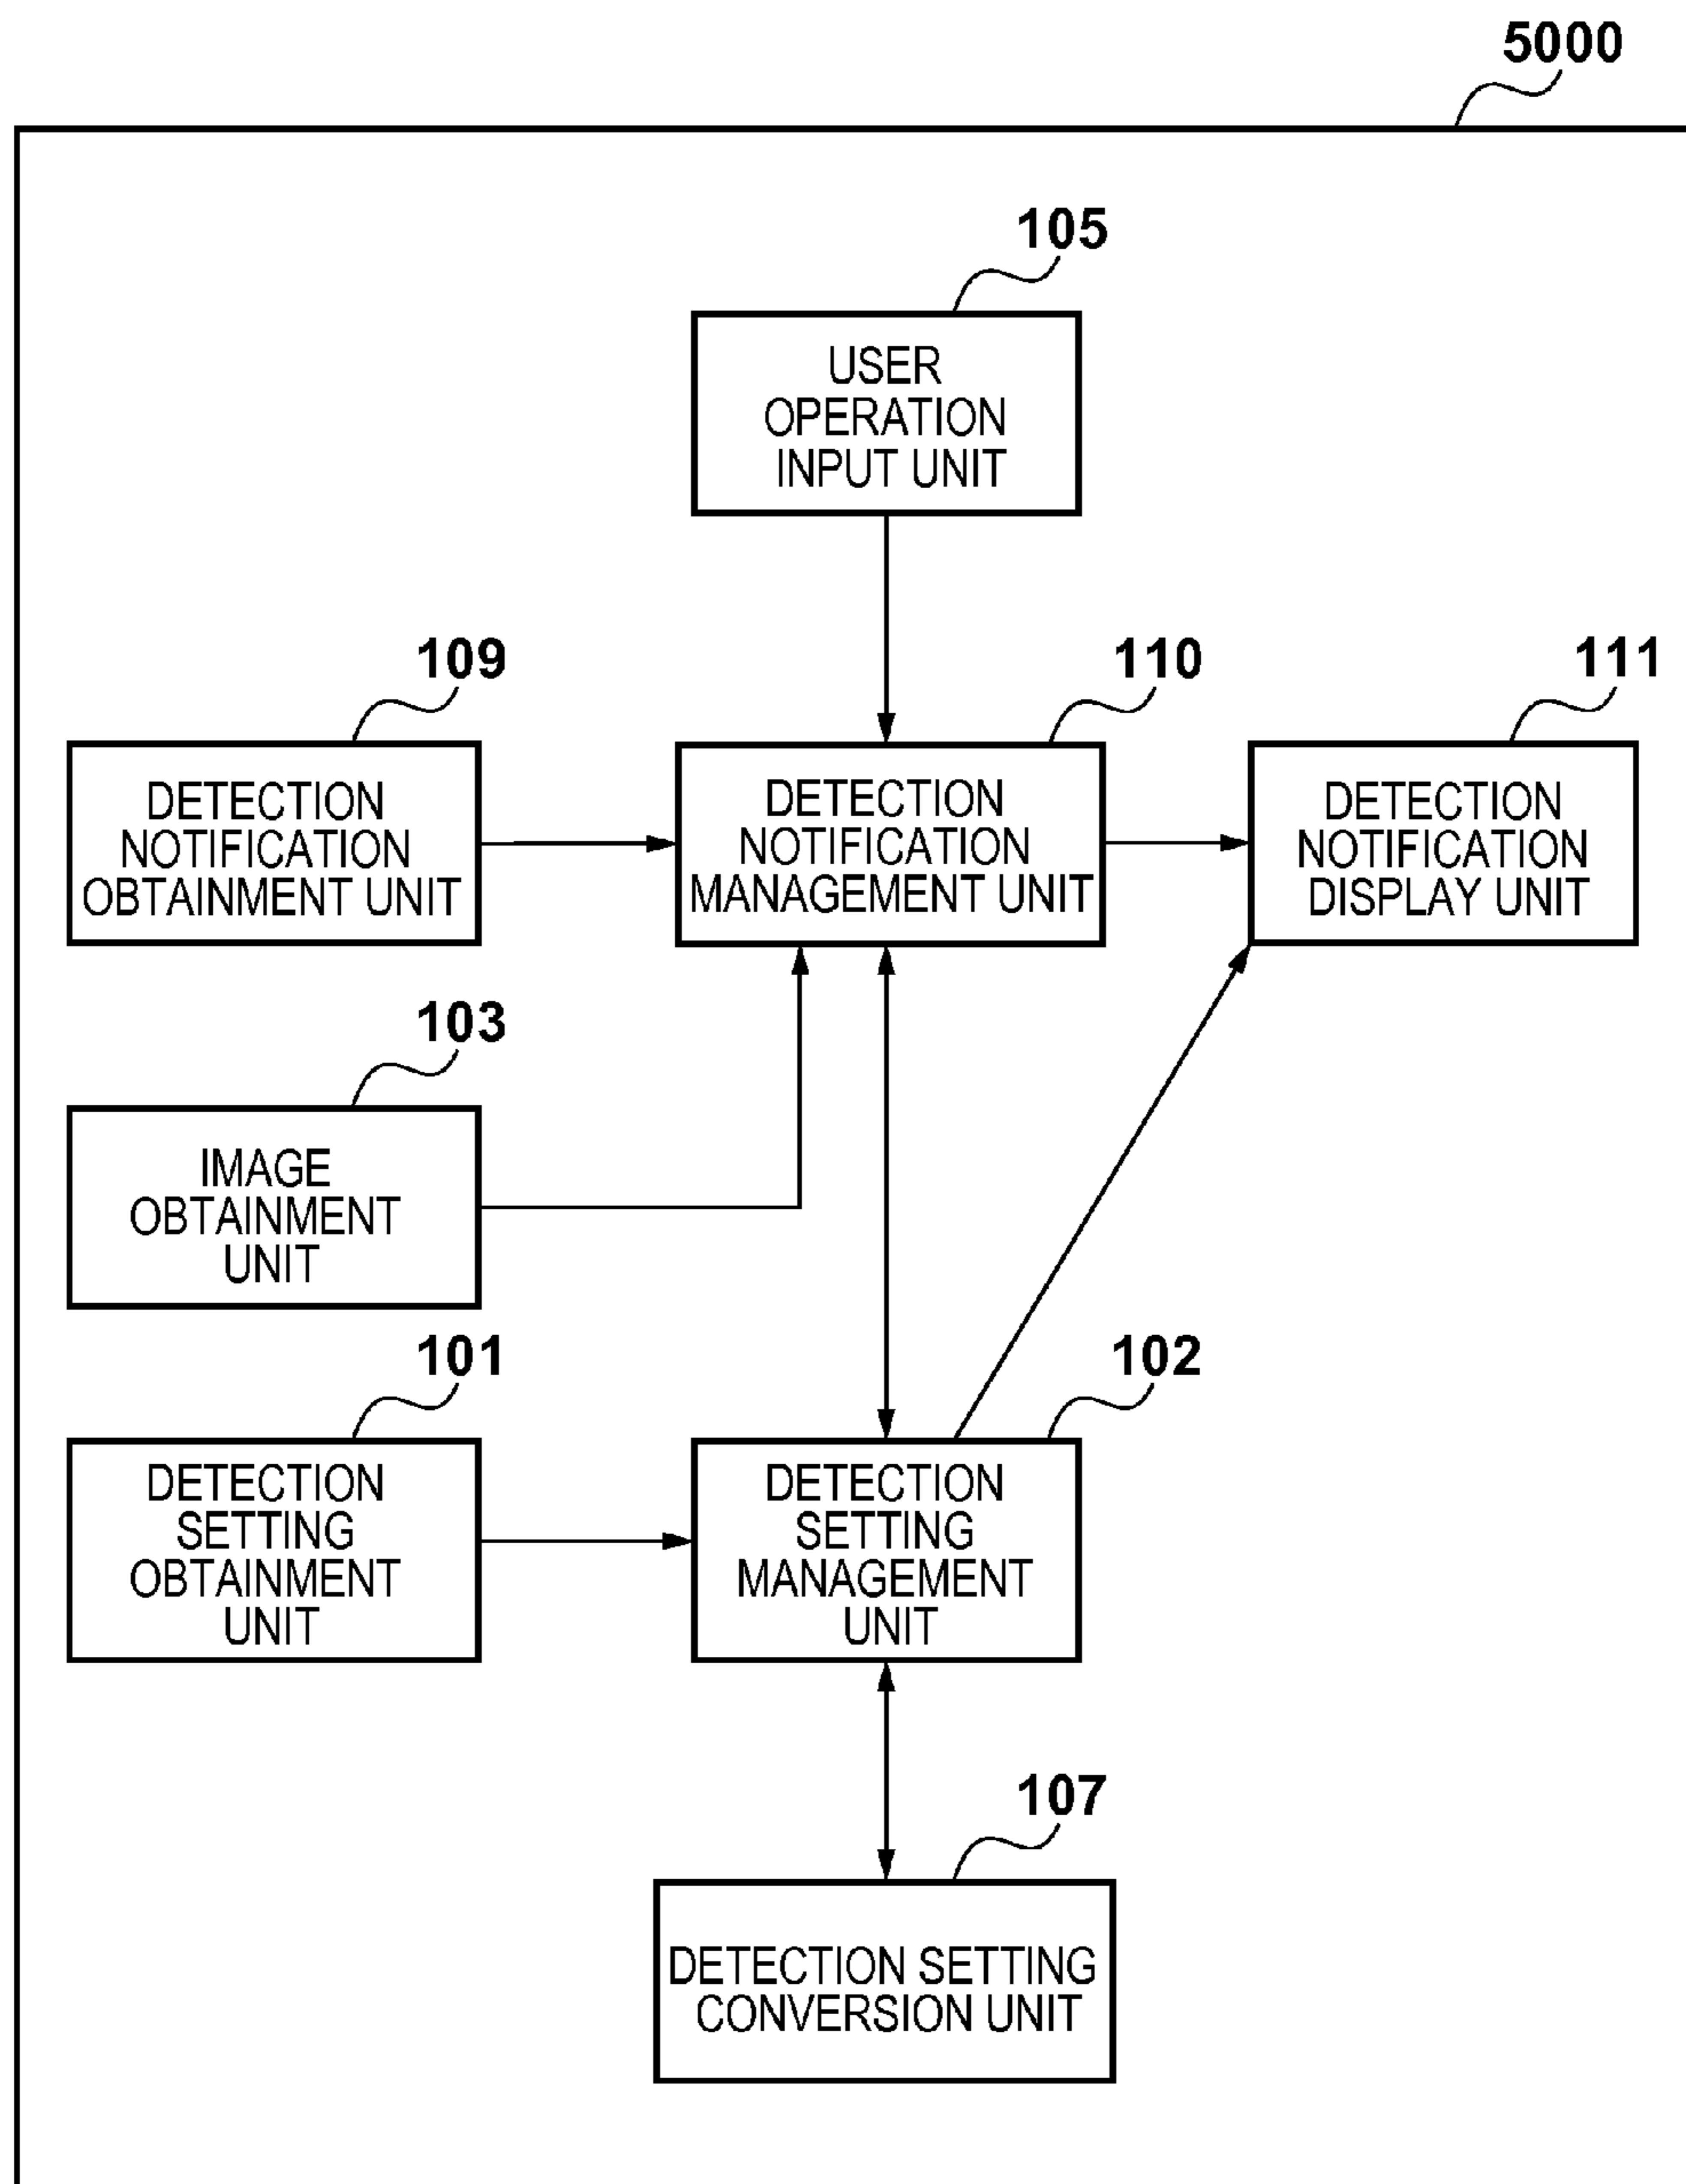 5000
105
USER
OPERATION
INPUT UNIT
109
DETECTION
NOTIFICATION
OBTAINMENT UNIT
110
DETECTION
NOTIFICATION
MANAGEMENT UNIT
111
DETECTION
NOTIFICATION
DISPLAY UNIT
103
IMAGE
OBTAINMENT
UNIT
101
DETECTION
SETTING
OBTAINMENT
UNIT
102
DETECTION
SETTING
MANAGEMENT
UNIT
107
DETECTION SETTING
CONVERSION UNIT